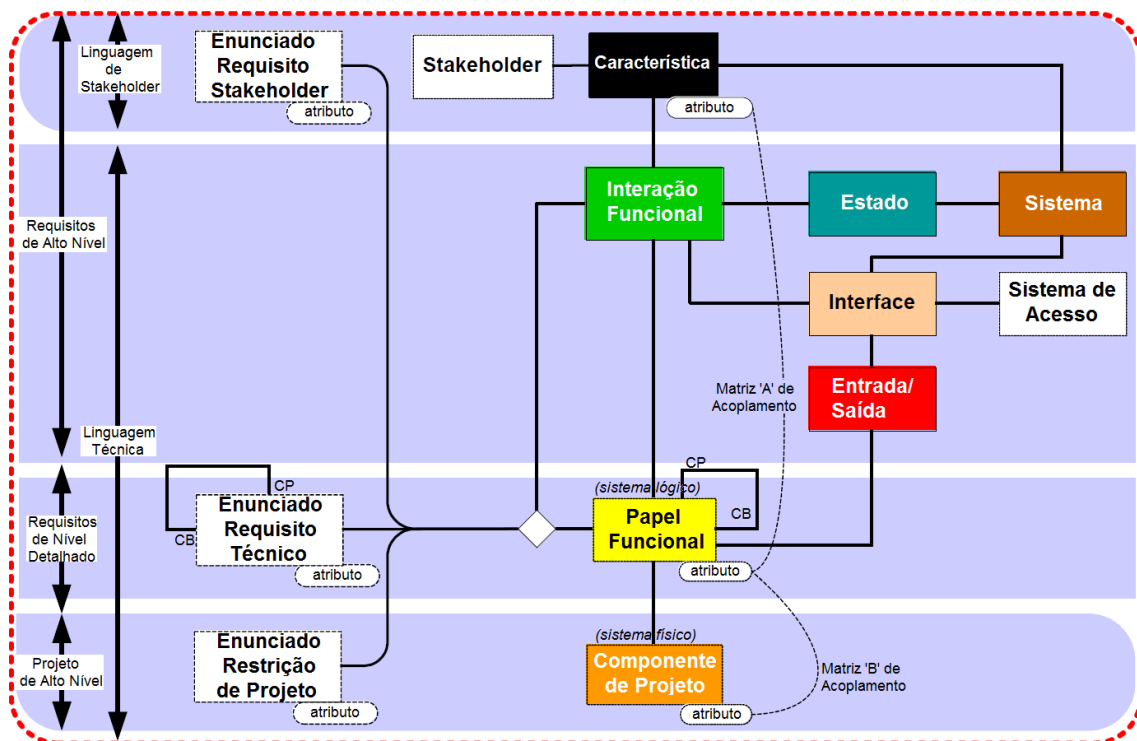 Linguagem
de
Stakeholder
Enunciado
Requisito
Stakeholder
atributo
Stakeholder
Característica
atributo
Requisitos
de Alto Nível
Interação
Funcional
Estado
Sistema
Interface
Sistema de
Acesso
Matriz 'A' de
Acoplamento
Entrada/
Saída
Linguagem
Técnica
Requisitos
de Nível
Detalhado
CP
CB
Enunciado
Requisito
Técnico
atributo
(sistema lógico)
CP
CB
Papel
Funcional
atributo
Projeto
de Alto Nível
Enunciado
Restrição
de Projeto
atributo
(sistema físico)
Componente
de Projeto
atributo
Matriz 'B' de
Acoplamento